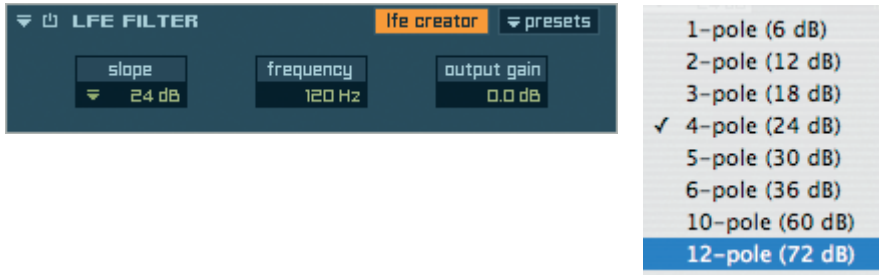 LFE FILTER lfe creator presets
slope frequency output gain
24 dB 120 Hz 0.0 dB
1-pole (6 dB)
2-pole (12 dB)
3-pole (18 dB)
✓ 4-pole (24 dB)
5-pole (30 dB)
6-pole (36 dB)
10-pole (60 dB)
12-pole (72 dB)